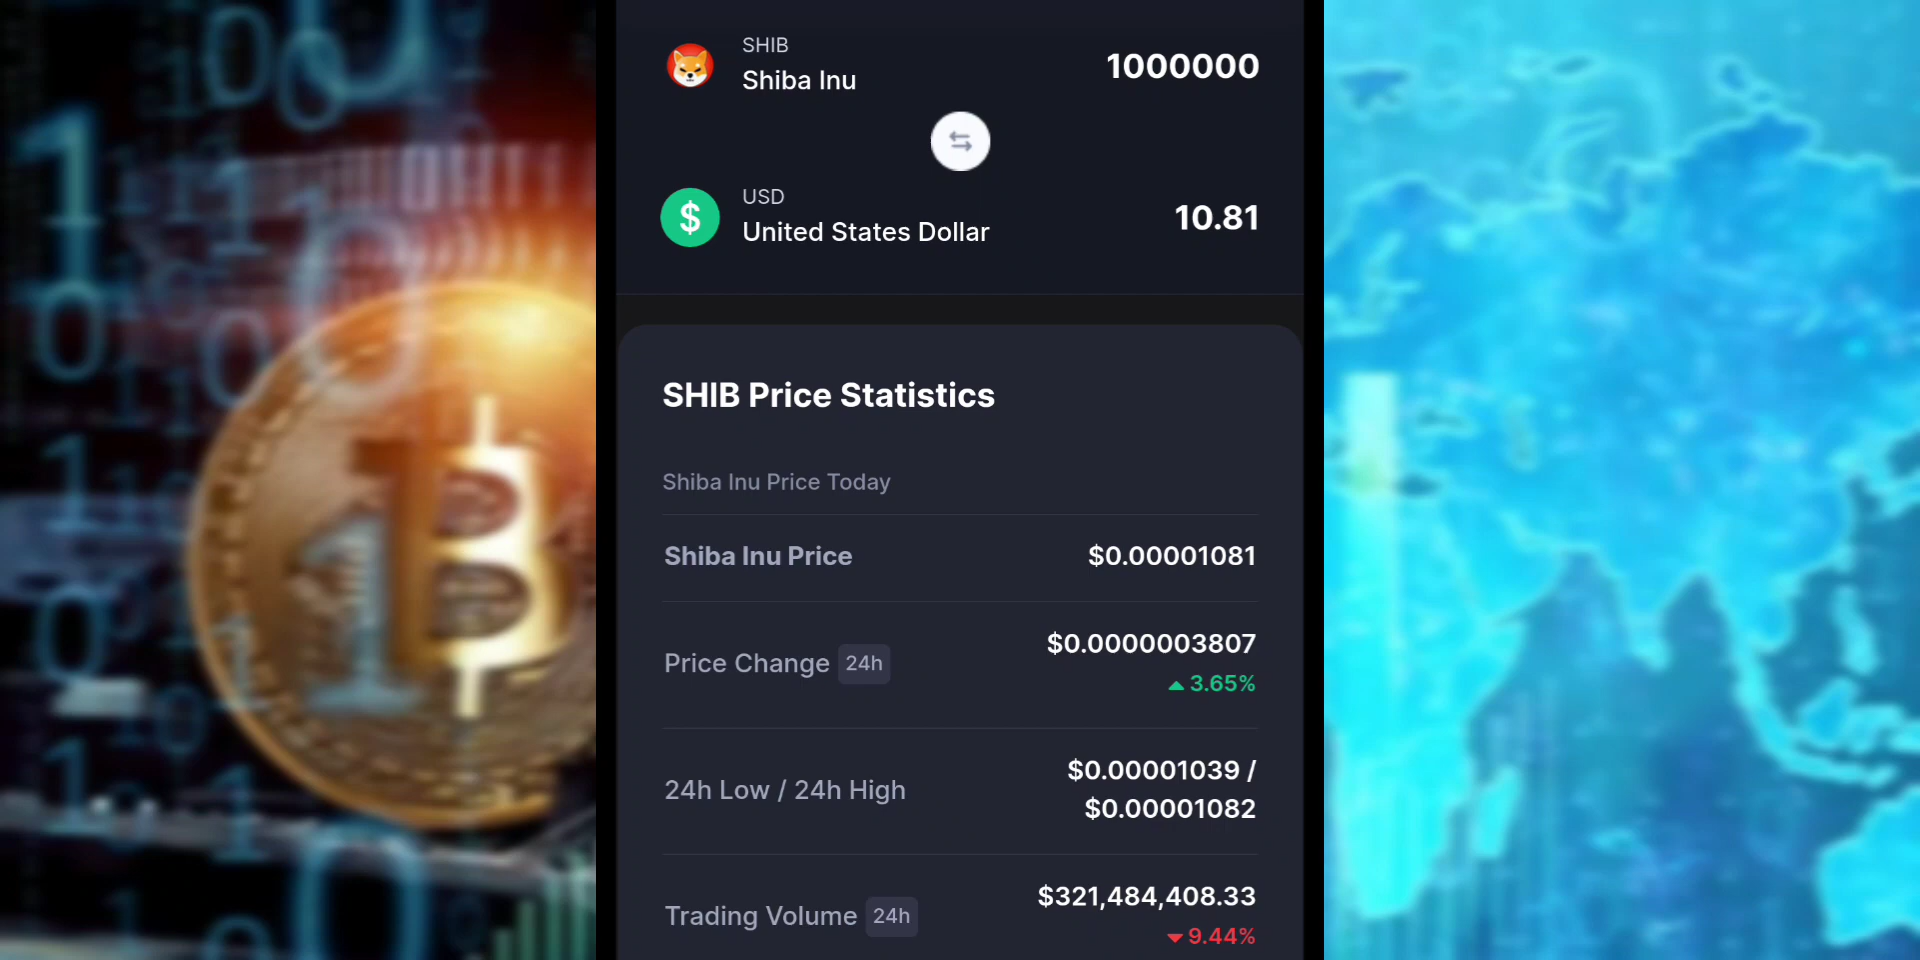 SHIB
Shiba Inu
1000000
USD
United States Dollar
10.81
SHIB Price Statistics
Shiba Inu Price Today
Shiba Inu Price
$0.00001081
Price Change 24h
$0.0000003807
3.65%
24h Low / 24h High
$0.00001039 /
$0.00001082
Trading Volume 24h
$321,484,408.33
9.44%